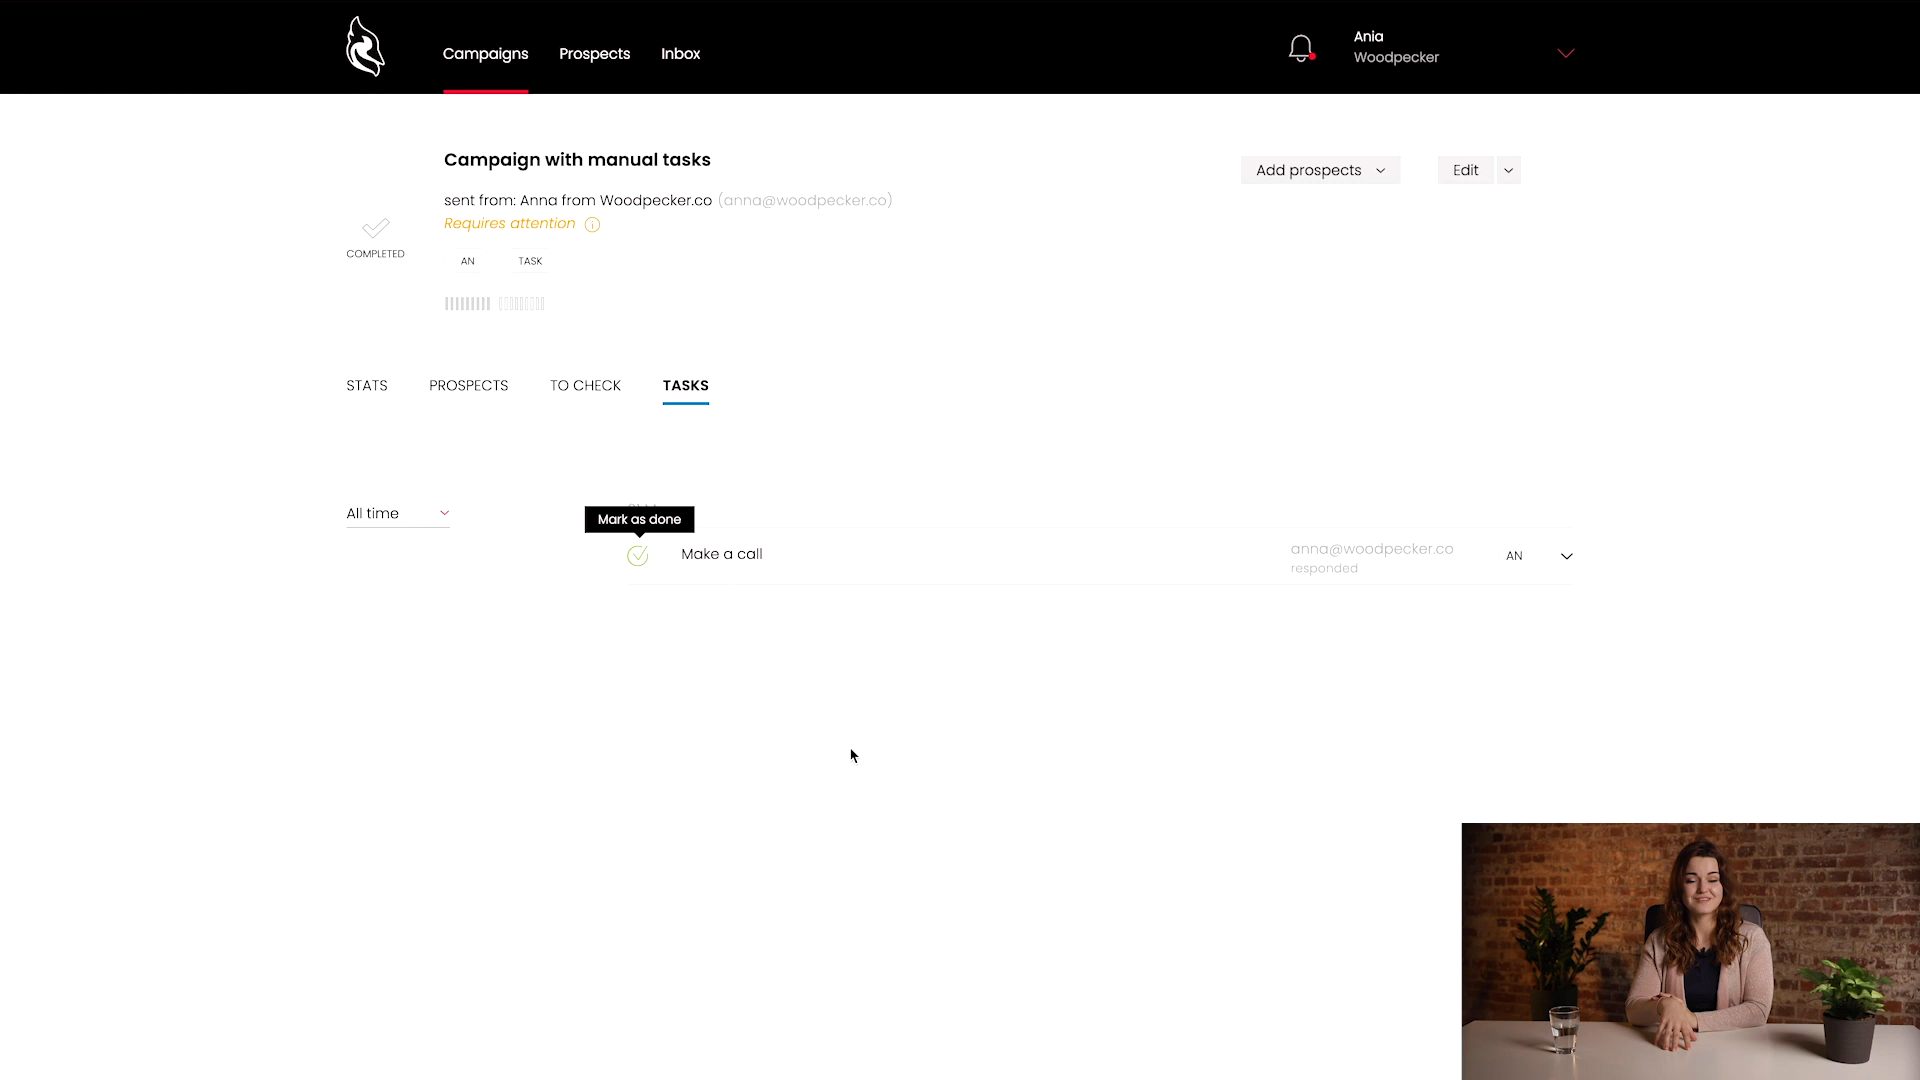 Campaigns
Prospects
Inbox
Ania
Woodpecker
Campaign with manual tasks
Add prospects
Edit
sent from: Anna from Woodpecker.co (anna@woodpecker.co)
Requires attention
COMPLETED
AN
TASK
STATS
PROSPECTS
TO CHECK
TASKS
All time
Mark as done
Make a call
anna@woodpecker.co
responded
AN